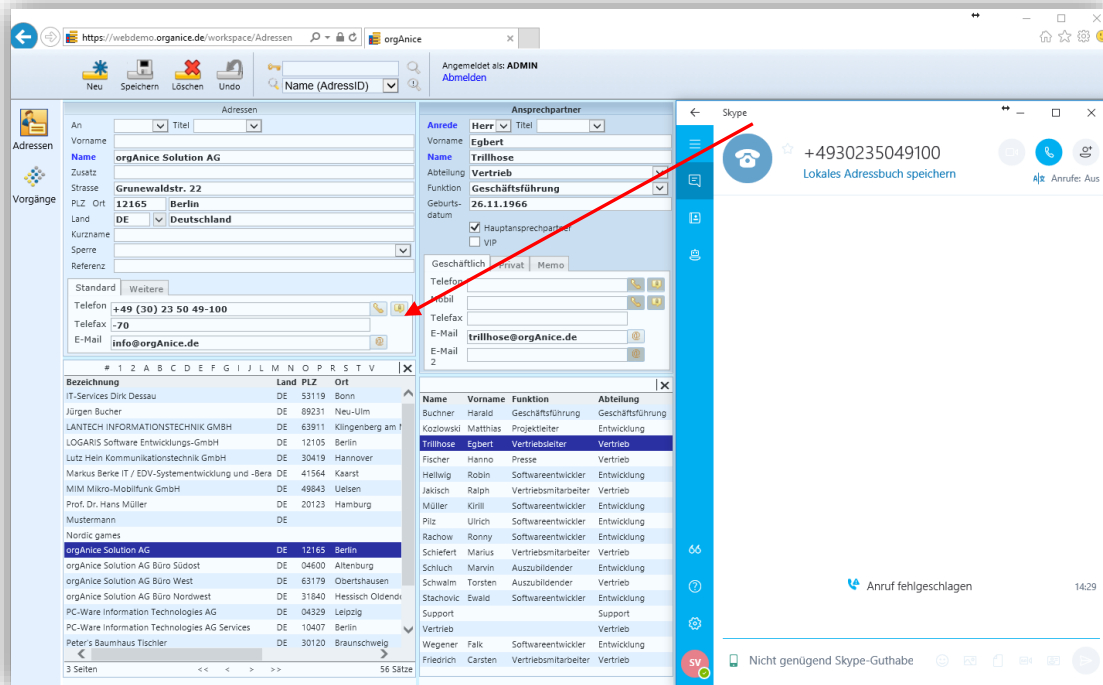 https://webdemo.organice.de/workspace/Adressen
orgAnice
Neu Speichern Löschen Undo
Name (AdressID)
Angemeldet als: ADMIN
Abmelden
Adressen
Vorgänge
Adressen
An Titel
Vorname
Name orgAnice Solution AG
Zusatz
Strasse Grunewaldstr. 22
PLZ Ort 12165 Berlin
Land DE Deutschland
Kurzname
Sperre
Referenz
Standard Weitere
Telefon +49 (30) 23 50 49-100
Telefax -70
E-Mail info@orgAnice.de
# 1 2 A B C D E F G I J L M N O P R S T V
Bezeichnung Land PLZ Ort
IT-Services Dirk Dessau DE 53119 Bonn
Jürgen Bucher DE 89231 Neu-Ulm
LANTECH INFORMATIONSTECHNIK GMBH DE 63911 Klingenberg am
LOGARIS Software Entwicklungs-GmbH DE 12105 Berlin
Lutz Hein Kommunikationstechnik GmbH DE 30419 Hannover
Markus Berke IT / EDV-Systementwicklung und -Bera DE 41564 Kaarst
MIM Mikro-Mobilfunk GmbH DE 49843 Uelsen
Prof. Dr. Hans Müller DE 20123 Hamburg
Mustermann DE
Nordic games
orgAnice Solution AG DE 12165 Berlin
orgAnice Solution AG Büro Südost DE 04600 Altenburg
orgAnice Solution AG Büro West DE 63179 Obertshausen
orgAnice Solution AG Büro Nordwest DE 31840 Hessisch Oldend
PC-Ware Information Technologies AG DE 04329 Leipzig
PC-Ware Information Technologies AG Services DE 10407 Berlin
Peter's Baumhaus Tischler DE 30120 Braunschweig
3 Seiten << < > >> 56 Sätze
Ansprechpartner
Anrede Herr Titel
Vorname Egbert
Name Trillhose
Abteilung Vertrieb
Funktion Geschäftsführung
Geburts-
datum 26.11.1966
Hauptansprechpartner
VIP
Geschäftlich Privat Memo
Telefon
Mobil
Telefax
E-Mail trillhose@orgAnice.de
E-Mail
2
Name Vorname Funktion Abteilung
Buchner Harald Geschäftsführung Geschäftsführung
Kozlowski Matthias Projektleiter Entwicklung
Trillhose Egbert Vertriebsleiter Vertrieb
Fischer Hanno Presse Vertrieb
Hellwig Robin Softwareentwickler Entwicklung
Jakisch Ralph Vertriebsmitarbeiter Vertrieb
Müller Kirill Softwareentwickler Entwicklung
Pilz Ulrich Softwareentwickler Entwicklung
Rachow Ronny Softwareentwickler Entwicklung
Schiefert Marius Vertriebsmitarbeiter Vertrieb
Schluch Marvin Auszubildender Entwicklung
Schwalm Torsten Auszubildender Vertrieb
Stachovic Ewald Softwareentwickler Entwicklung
Support Support
Vertrieb Vertrieb
Wegener Falk Softwareentwickler Entwicklung
Friedrich Carsten Vertriebsmitarbeiter Vertrieb
Skype
+4930235049100
Lokales Adressbuch speichern
Anrufe: Aus
Anruf fehlgeschlagen 14:29
SV
Nicht genügend Skype-Guthabe